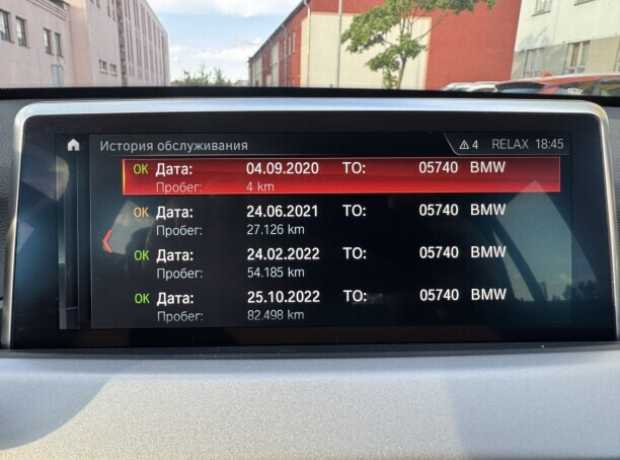 История обслуживания ⚠4 RELAX 18:45
OK Дата: 04.09.2020 ТО: 05740 BMW
Пробег: 4 km
OK Дата: 24.06.2021 ТО: 05740 BMW
Пробег: 27.126 km
OK Дата: 24.02.2022 ТО: 05740 BMW
Пробег: 54.185 km
OK Дата: 25.10.2022 ТО: 05740 BMW
Пробег: 82.498 km